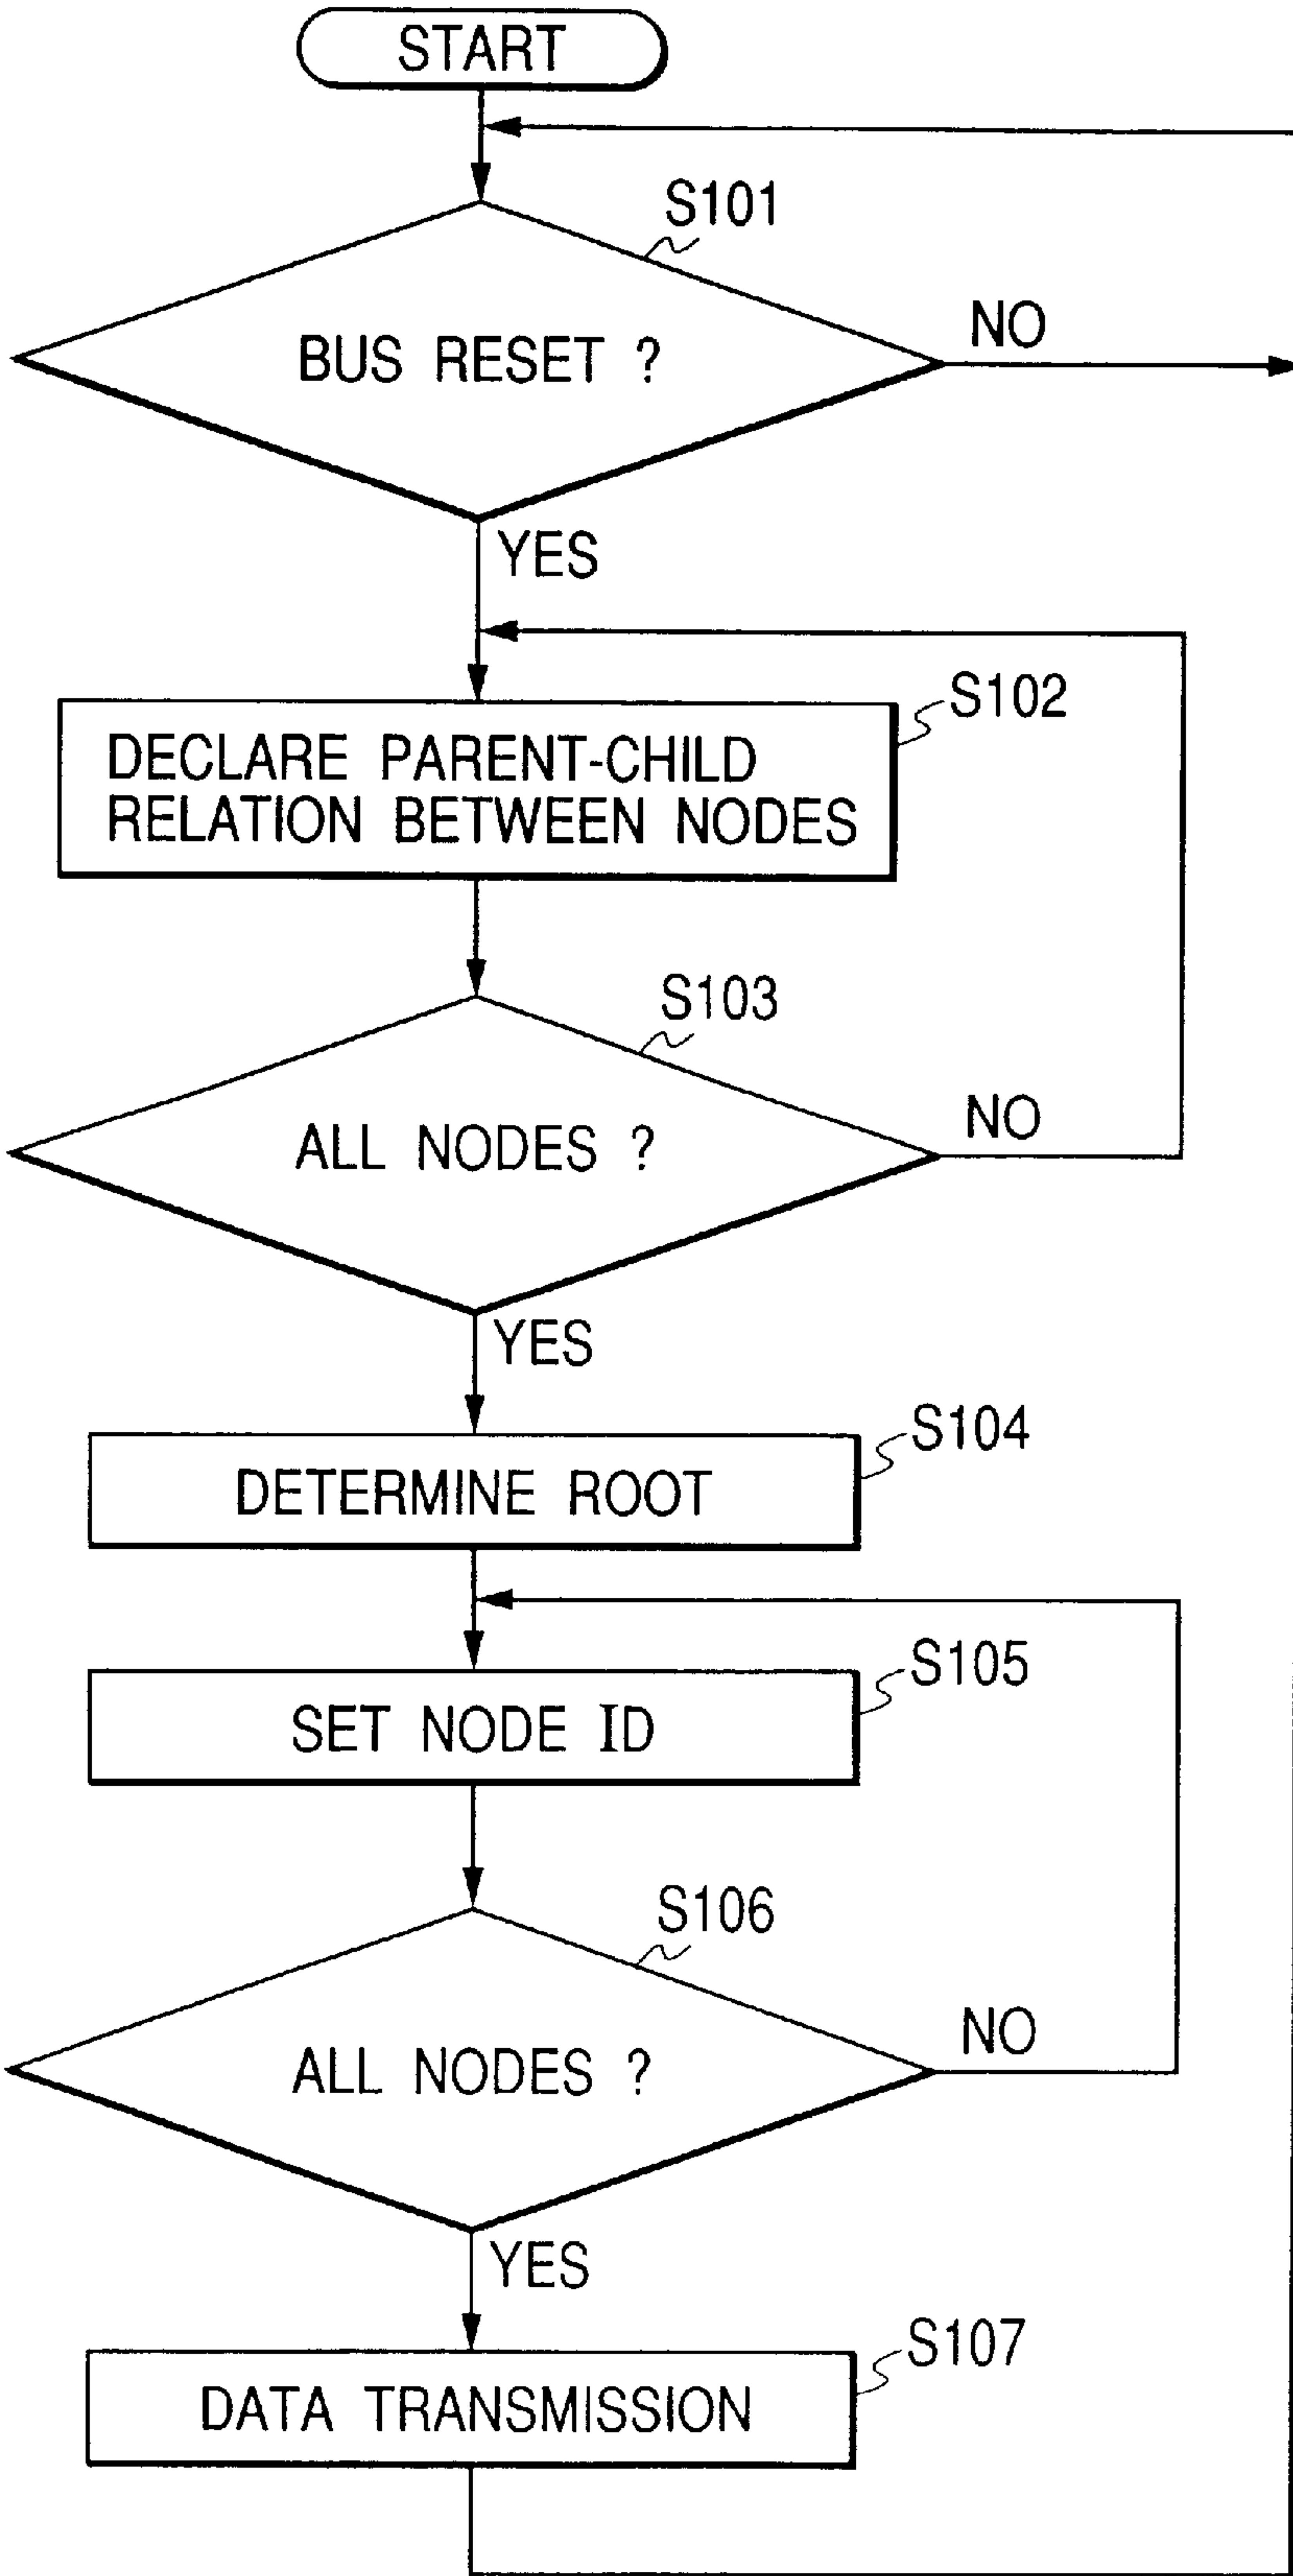 START
S101
BUS RESET ?
NO
YES
S102
DECLARE PARENT-CHILD
RELATION BETWEEN NODES
S103
ALL NODES ?
NO
YES
S104
DETERMINE ROOT
S105
SET NODE ID
S106
ALL NODES ?
NO
YES
S107
DATA TRANSMISSION